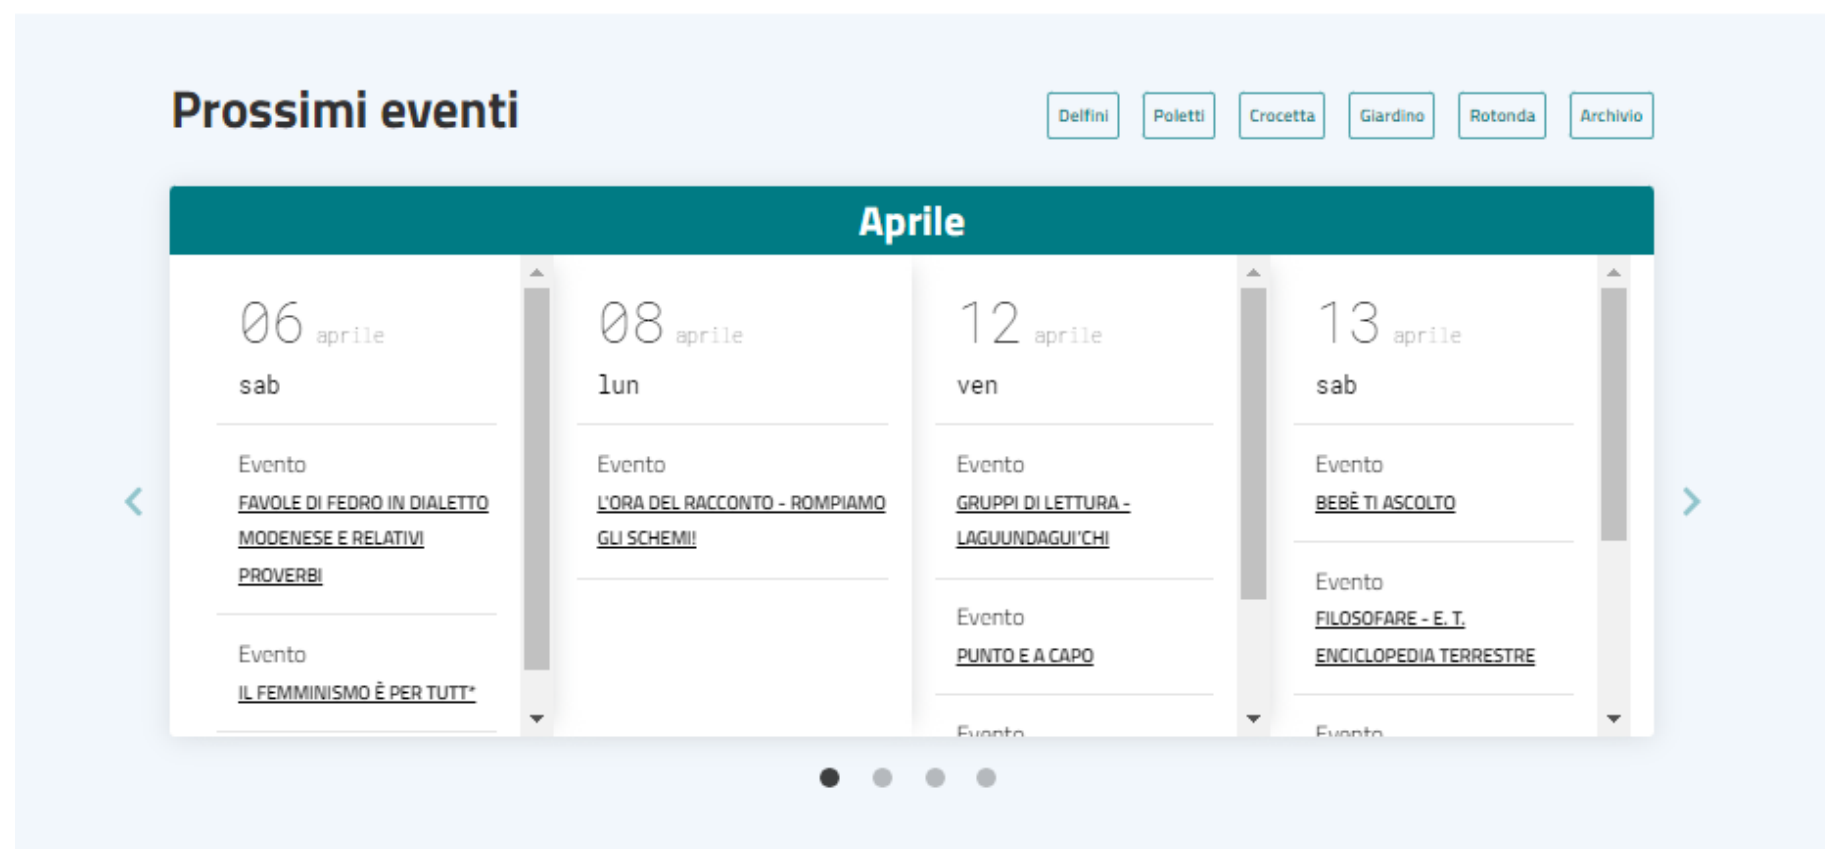 Prossimi eventi
Delfini
Poletti
Crocetta
Giardino
Rotonda
Archivio
Aprile
06 aprile
sab
Evento
FAVOLE DI FEDRO IN DIALETTO
MODENESE E RELATIVI
PROVERBI
Evento
IL FEMMINISMO È PER TUTT*
08 aprile
lun
Evento
L'ORA DEL RACCONTO - ROMPIAMO
GLI SCHEMI!
12 aprile
ven
Evento
GRUPPI DI LETTURA -
LAGUUNDAGUI'CHI
Evento
PUNTO E A CAPO
Evento
13 aprile
sab
Evento
BEBÈ TI ASCOLTO
Evento
FILOSOFARE - E. T.
ENCICLOPEDIA TERRESTRE
Evento